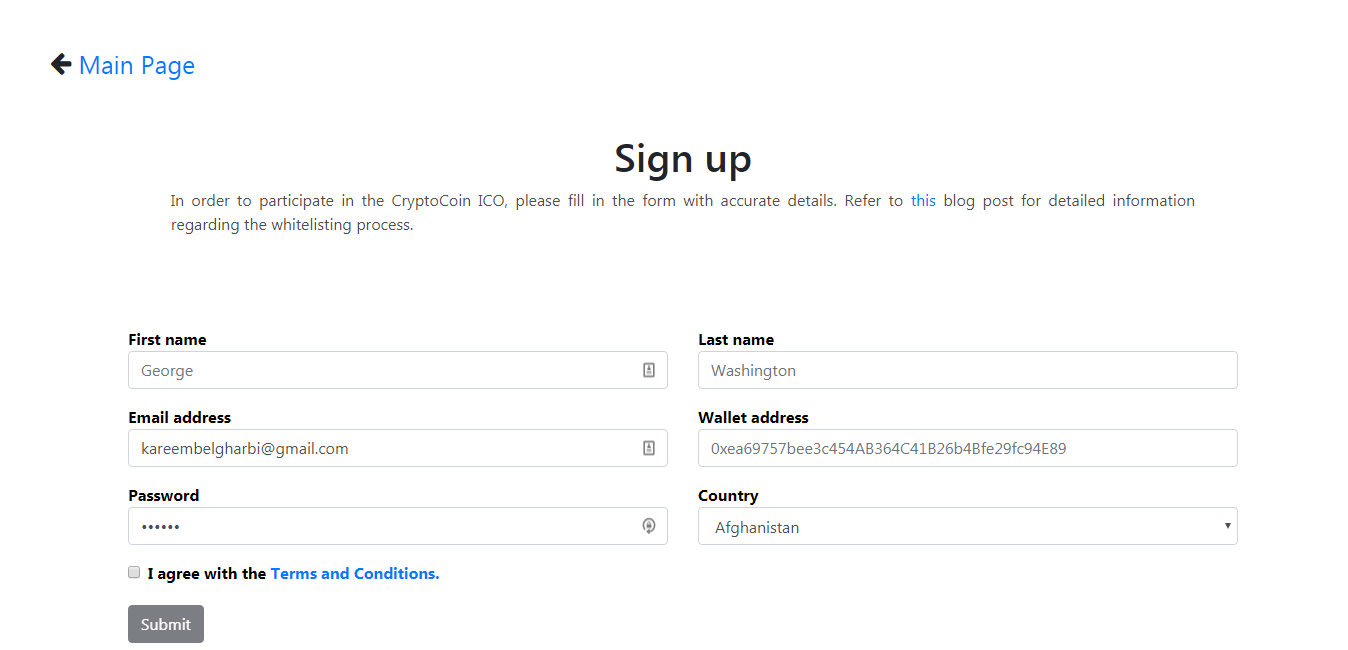 Main Page
Sign up
In order to participate in the CryptoCoin ICO, please fill in the form with accurate details. Refer to this blog post for detailed information
regarding the whitelisting process.
First name
Last name
George
Washington
Email address
Wallet address
kareembelgharbi@gmail.com
0xea69757bee3c454AB364C41B26b4Bfe29fc94E89
Password
Country
••••••
Afghanistan
I agree with the Terms and Conditions.
Submit